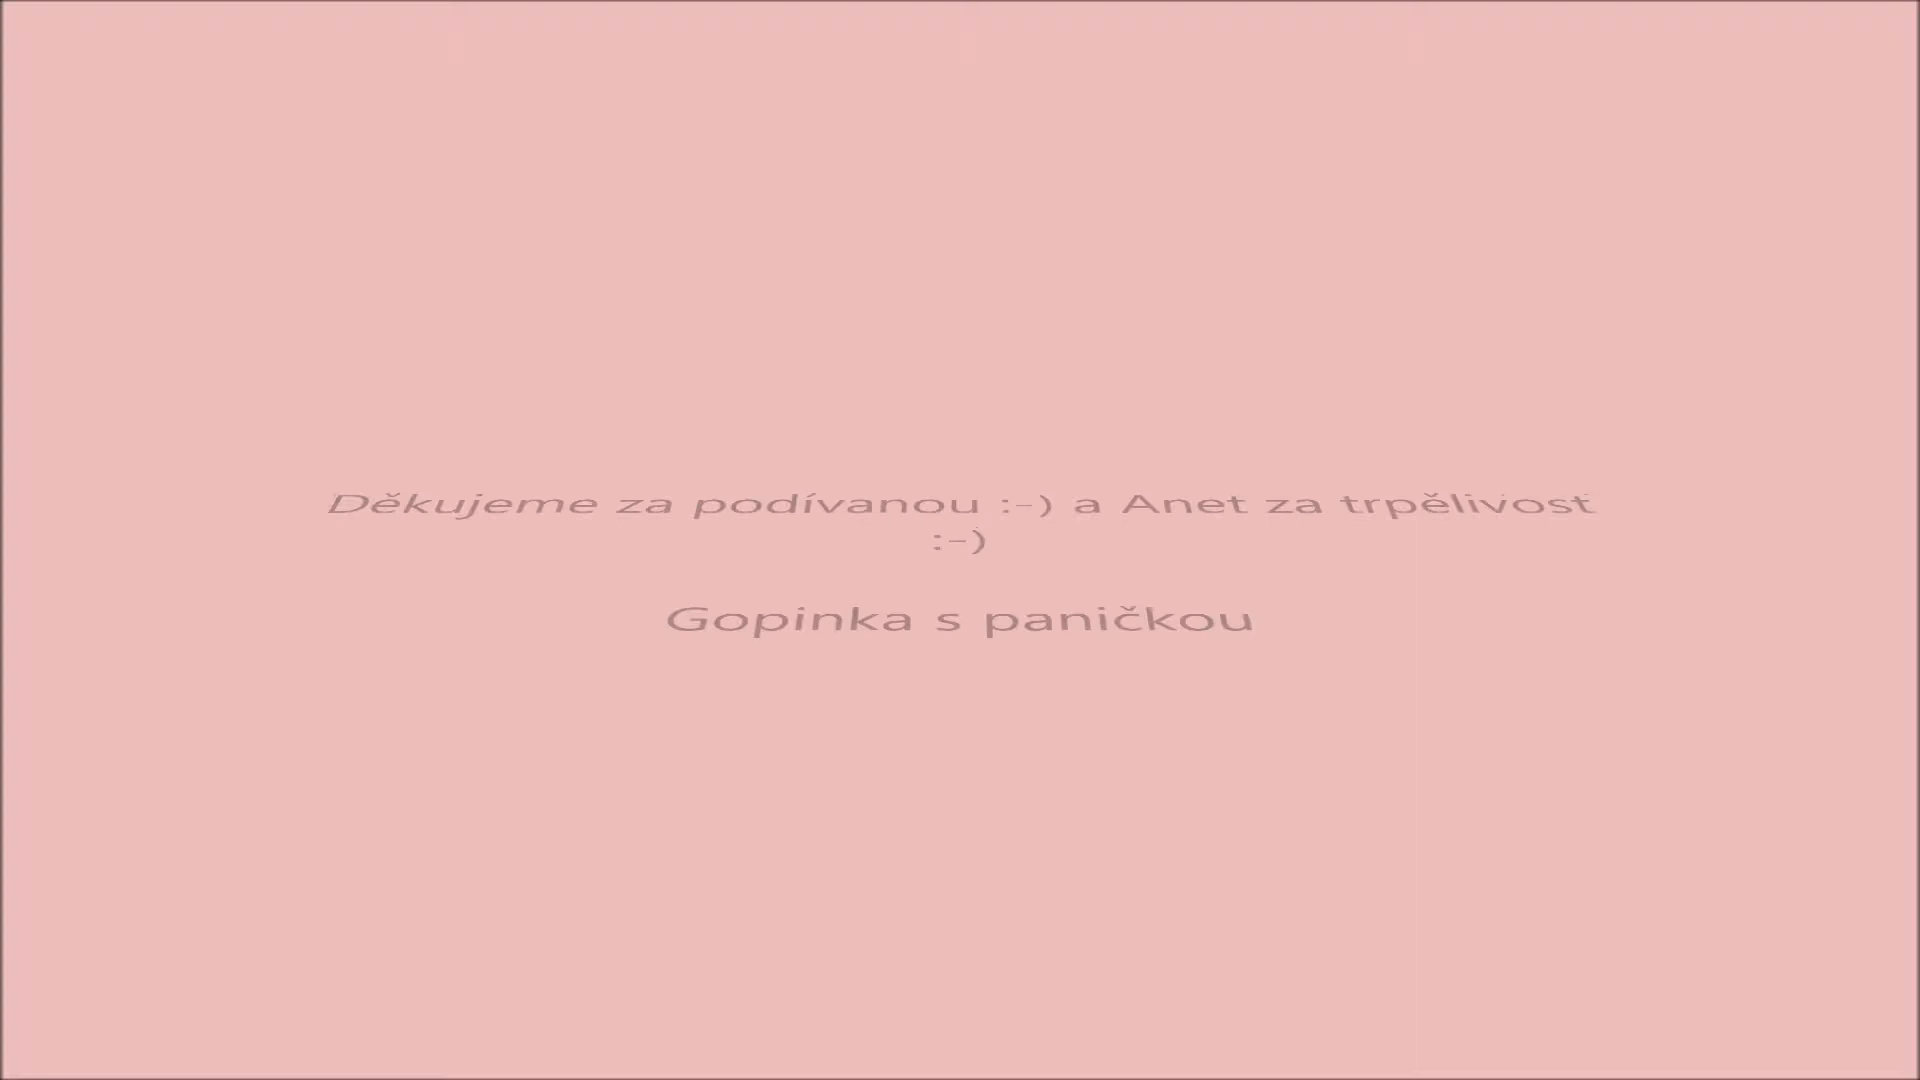 Děkujeme za podívanou :-) a Anet za trpělivost
:-)
Gopinka s paničkou